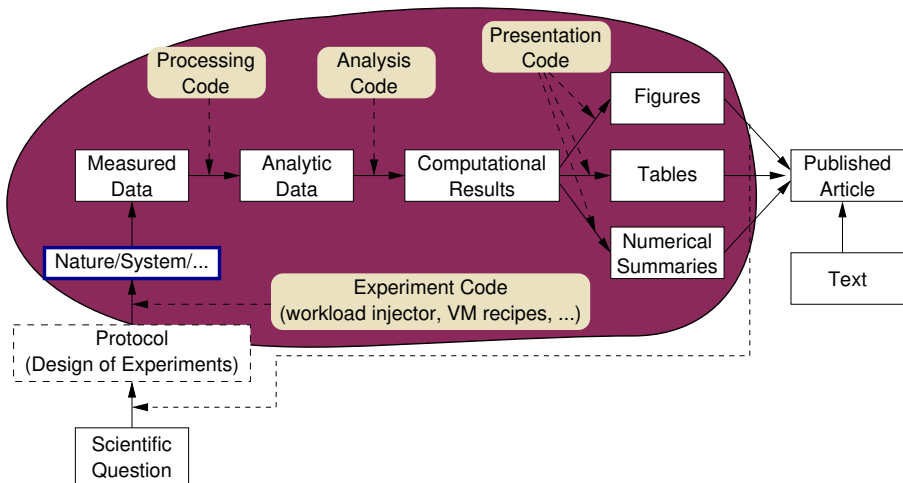 Presentation
Code
Processing
Code
Analysis
Code
Figures
Measured
Data
Analytic
Data
Computational
Results
Tables
Published
Article
Numerical
Summaries
Nature/System/...
Experiment Code
(workload injector, VM recipes, ...)
Text
Protocol
(Design of Experiments)
Scientific
Question